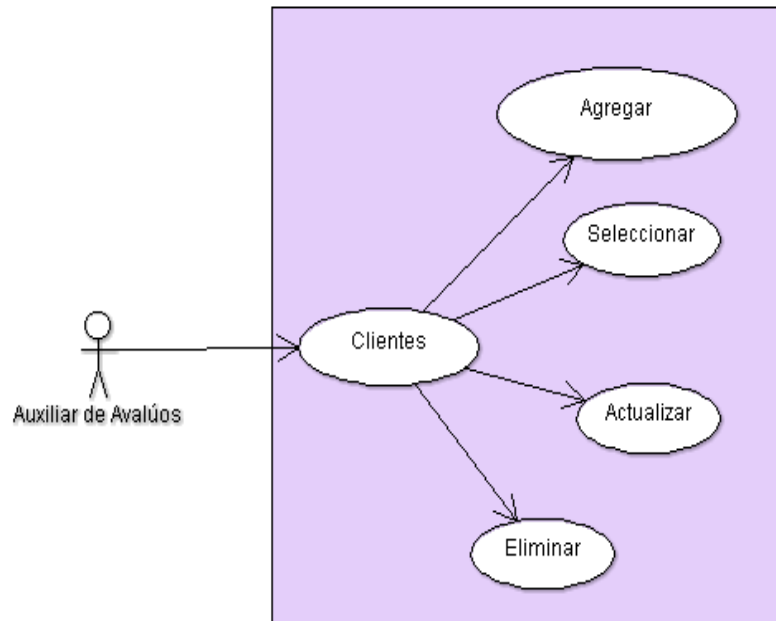 Agregar
Seleccionar
Clientes
Auxiliar de Avalúos
Actualizar
Eliminar